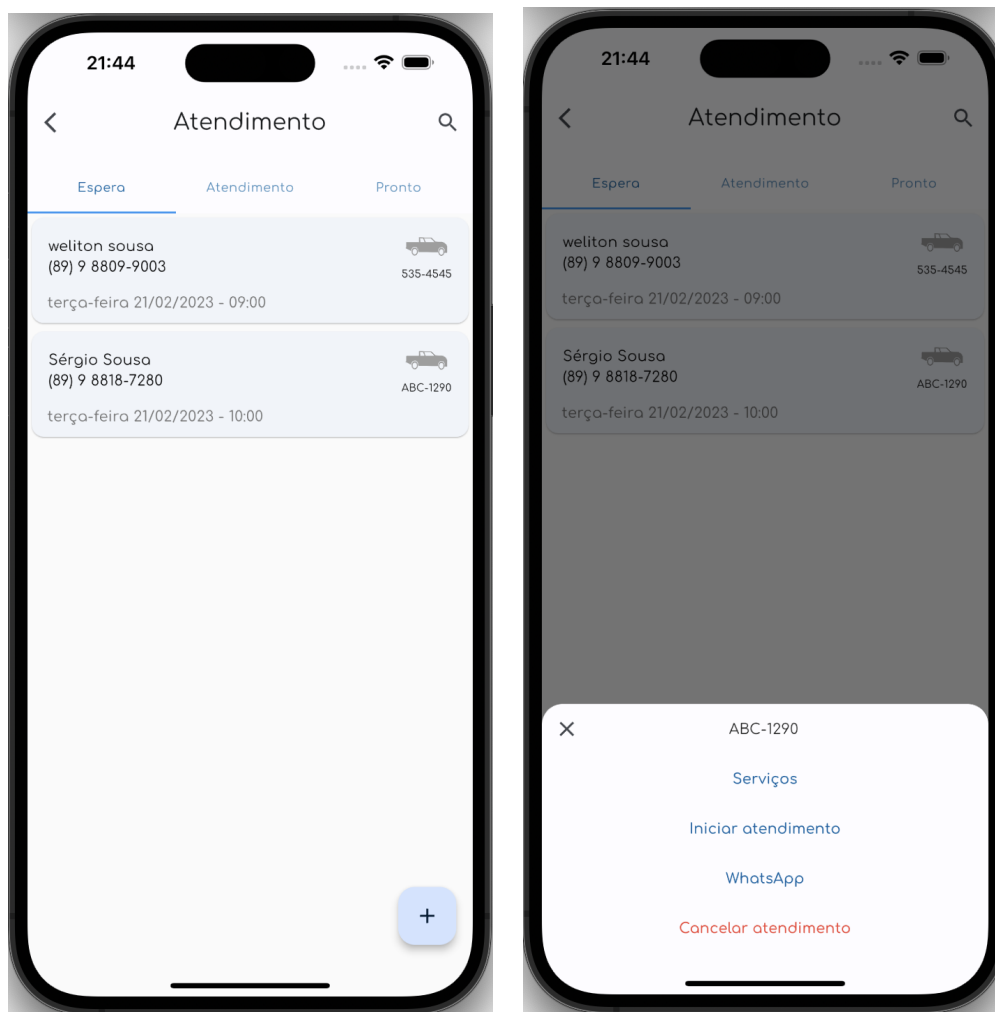 21:44
Atendimento
Espera Atendimento Pronto
weliton sousa
(89) 9 8809-9003
535-4545
terça-feira 21/02/2023 - 09:00
Sérgio Sousa
(89) 9 8818-7280
ABC-1290
terça-feira 21/02/2023 - 10:00
+
21:44
Atendimento
Espera Atendimento Pronto
weliton sousa
(89) 9 8809-9003
535-4545
terça-feira 21/02/2023 - 09:00
Sérgio Sousa
(89) 9 8818-7280
ABC-1290
terça-feira 21/02/2023 - 10:00
ABC-1290
Serviços
Iniciar atendimento
WhatsApp
Cancelar atendimento